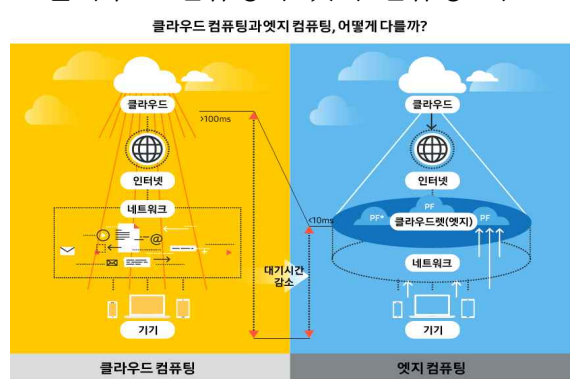 클라우드 컴퓨팅과 엣지 컴퓨팅, 어떻게 다를까?
클라우드
>100ms
인터넷
네트워크
@
기기
클라우드 컴퓨팅
대기시간
감소
<10ms
클라우드
인터넷
PF
PF*
클라우드렛(엣지)
PF
네트워크
기기
엣지 컴퓨팅